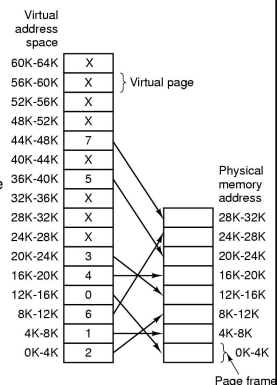 Virtual
address
space
60K-64K X
56K-60K X } Virtual page
52K-56K X
48K-52K X
44K-48K 7
40K-44K X
Physical
memory
address
e
36K-40K 5
32K-36K X
28K-32K X 28K-32K
24K-28K X 24K-28K
20K-24K 3 20K-24K
16K-20K 4 16K-20K
12K-16K 0 12K-16K
8K-12K 6 8K-12K
4K-8K 1 4K-8K
0K-4K 2 } 0K-4K
Page frame